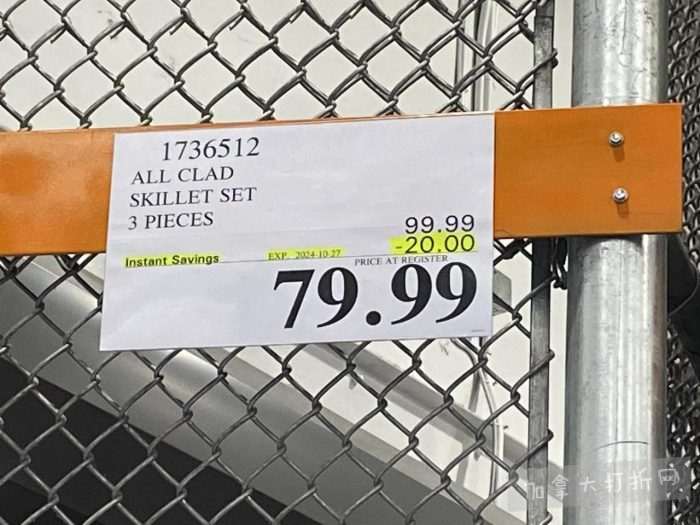 1736512
ALL CLAD
SKILLET SET
3 PIECES
99.99
-20.00
Instant Savings EXP. 2024-10-27
PRICE AT REGISTER
79.99
加拿大打折网